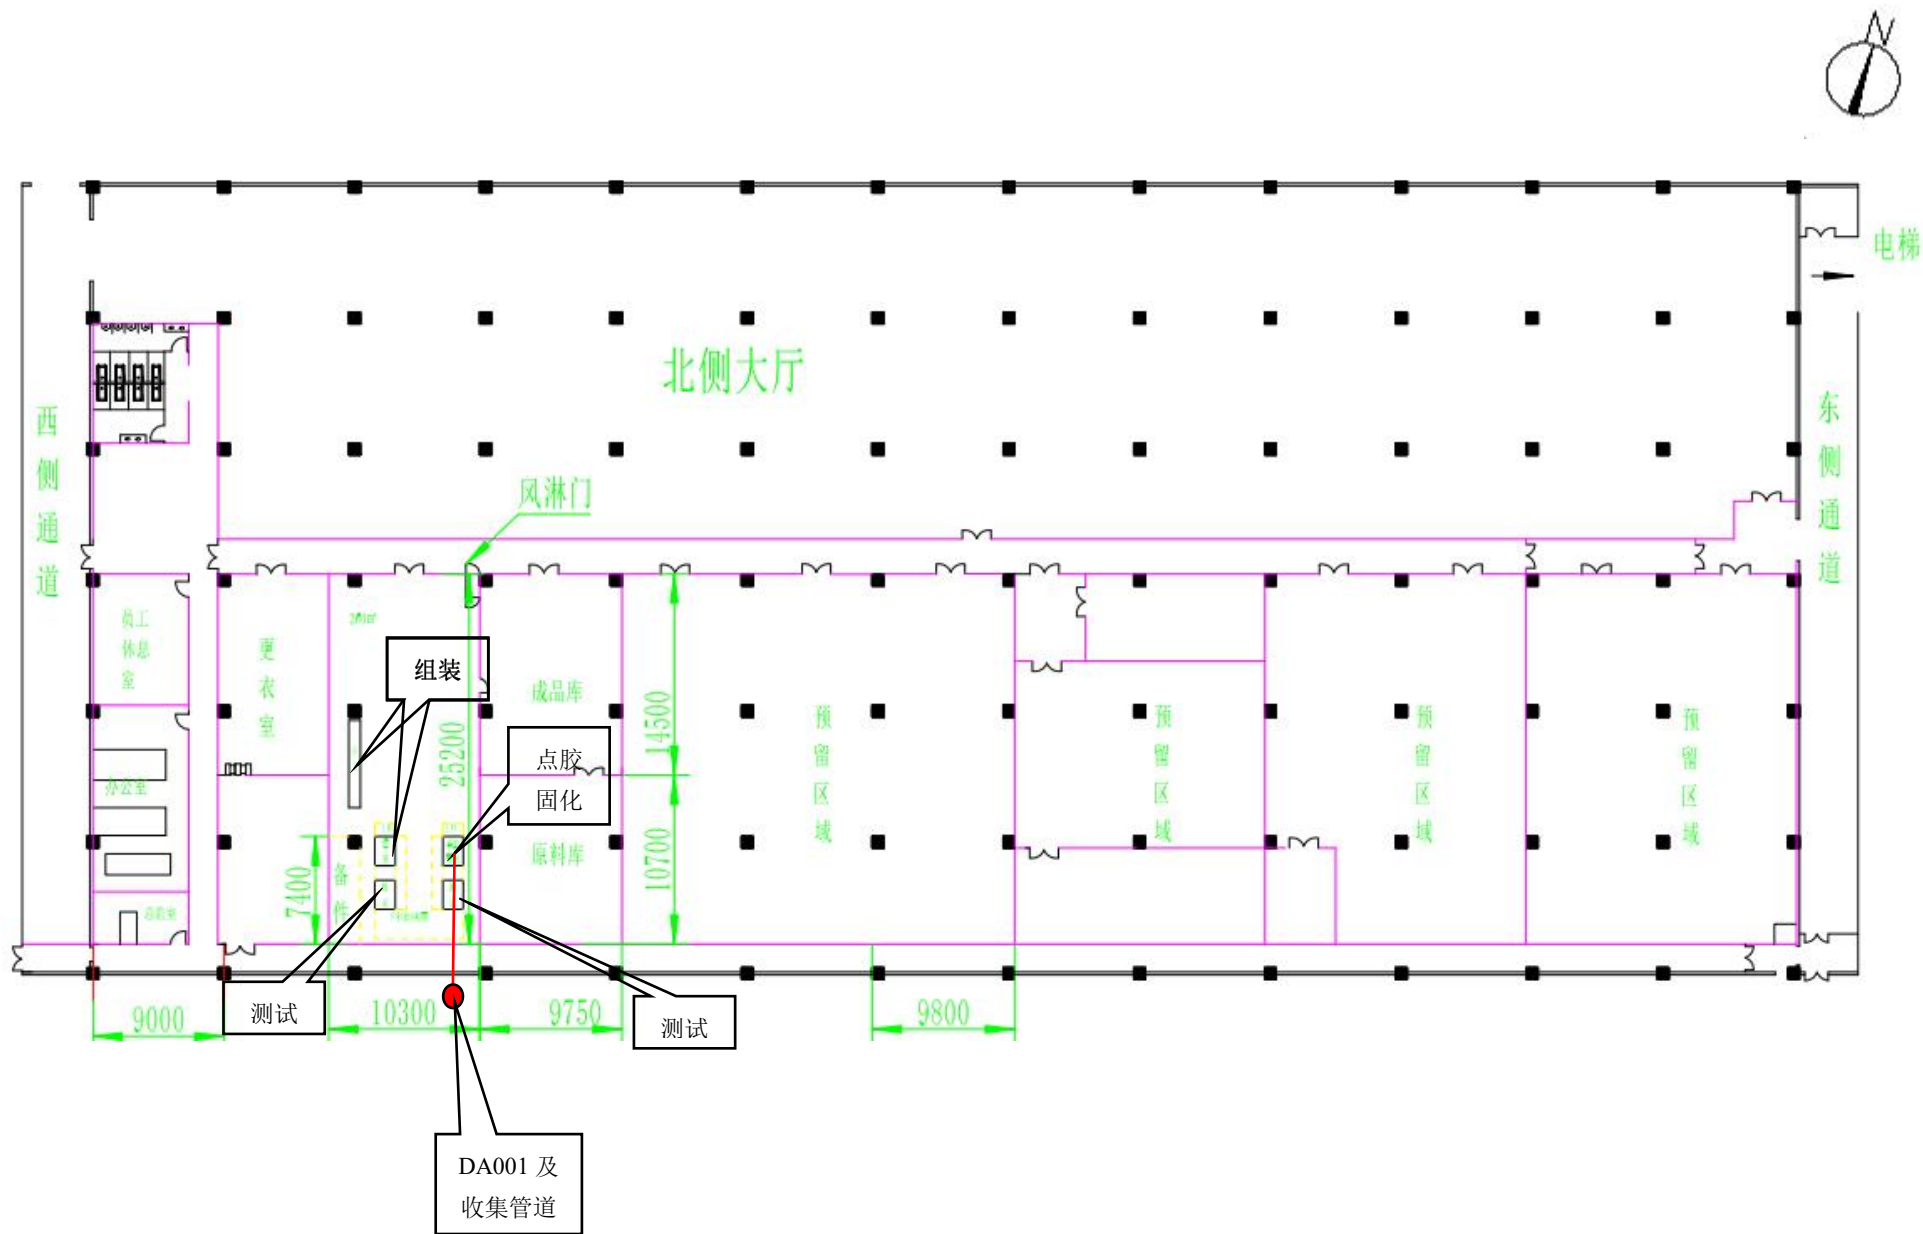 N
电梯
北侧大厅
西侧通道
东侧通道
风淋门
员工
休息
室
更衣室
组装
成品库
点胶
固化
25200
14500
预留区域
预留区域
预留区域
预留区域
办公室
原料库
10700
7400
备件
总监室
测试
测试
9000
10300
9750
9800
DA001 及
收集管道